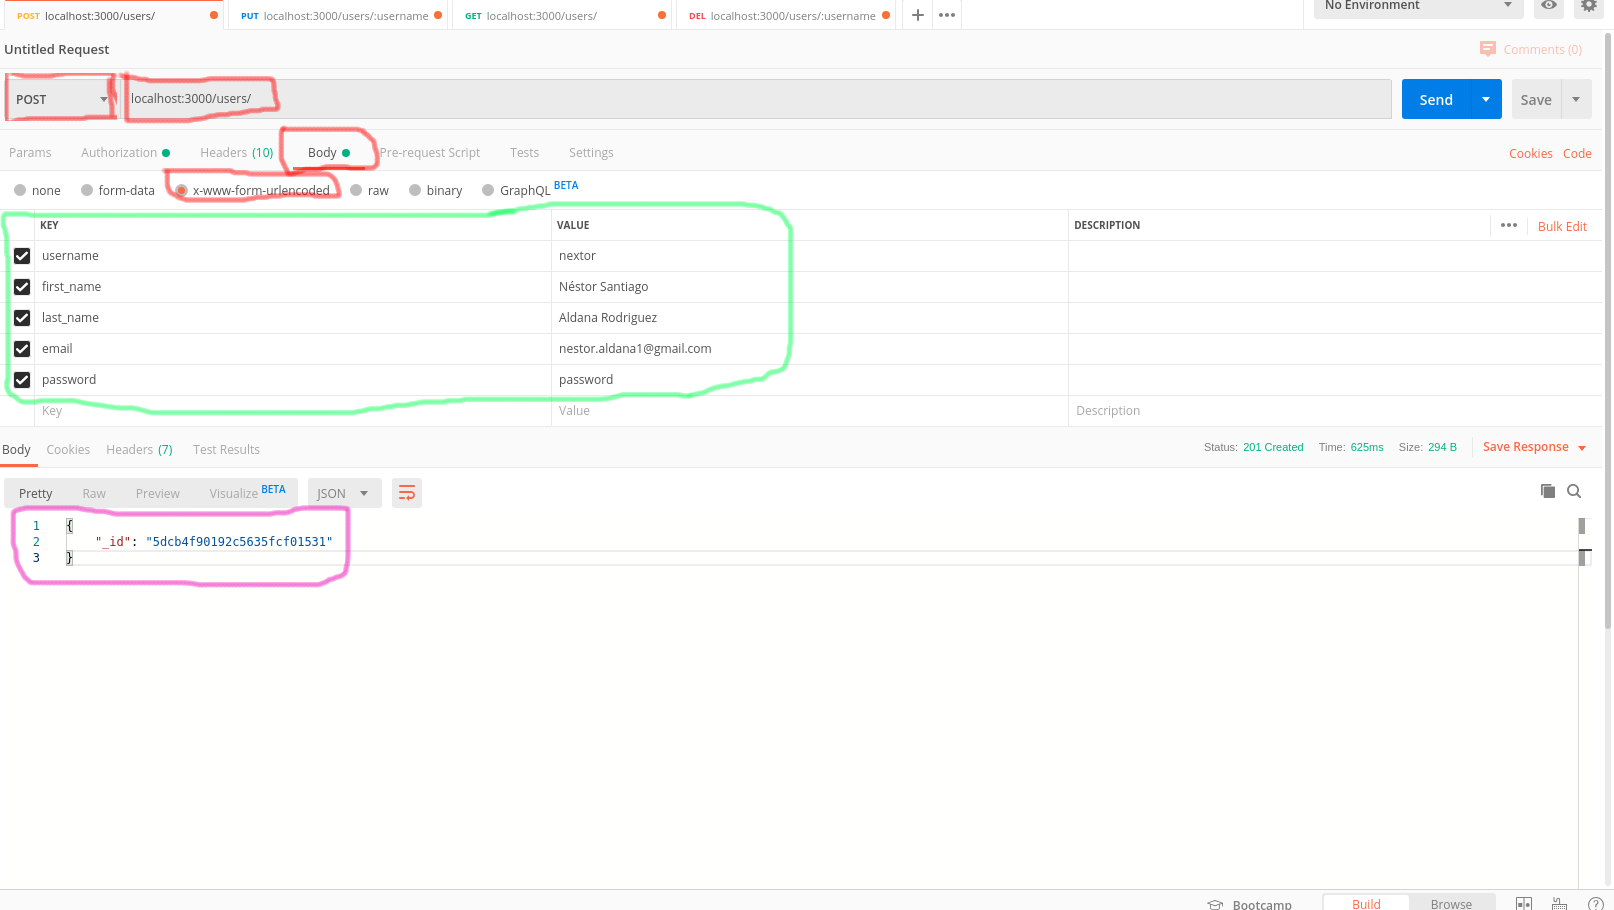 POST localhost:3000/users/ PUT localhost:3000/users/:username GET localhost:3000/users/ DEL localhost:3000/users/:username No Environment
Untitled Request Comments (0)
POST localhost:3000/users/ Send Save
Params Authorization Headers (10) Body Pre-request Script Tests Settings Cookies Code
none form-data x-www-form-urlencoded raw binary GraphQL BETA
KEY VALUE DESCRIPTION Bulk Edit
username nextor
first_name Néstor Santiago
last_name Aldana Rodriguez
email nestor.aldana1@gmail.com
password password
Key Value Description
Body Cookies Headers (7) Test Results Status: 201 Created Time: 625ms Size: 294 B Save Response
Pretty Raw Preview Visualize BETA JSON
1 {
2 "_id": "5dcb4f90192c5635fcf01531"
3 }
Bootcamp Build Browse